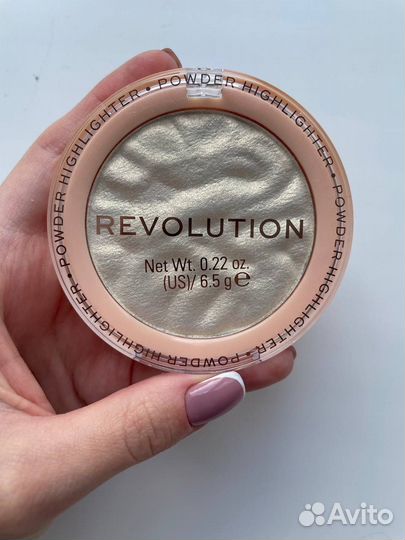 POWDER HIGHLIGHTER • POWDER HIGHLIGHTER • POWDER HIGHLIGHTER • POWDER HIGHLIGHTER •
REVOLUTION
Net Wt. 0.22 oz.
(US)/ 6.5 g ℮
Avito